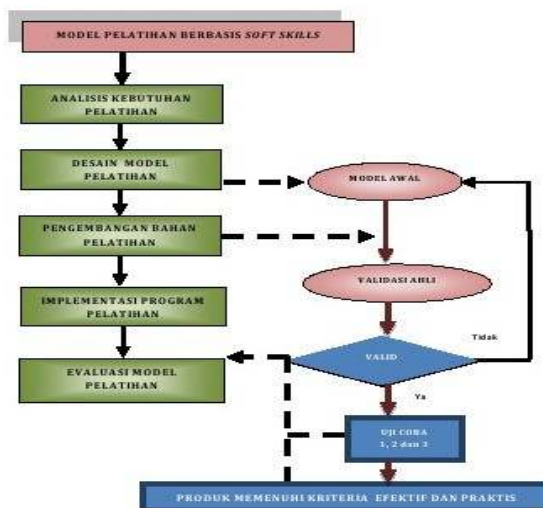 MODEL PELATIHAN BERBASIS SOFT SKILLS
ANALISIS KEBUTUHAN
PELATIHAN
DESAIN MODEL
PELATIHAN
MODEL AWAL
PENGEMBANGAN BAHAN
PELATIHAN
VALIDASI AHLI
IMPLEMENTASI PROGRAM
PELATIHAN
Tidak
VALID
EVALUASI MODEL
PELATIHAN
Ya
UJI COBA
1, 2 dan 3
PRODUK MEMENUHI KRITERIA EFEKTIF DAN PRAKTIS